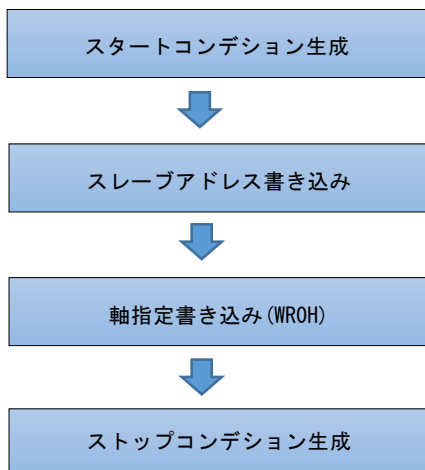 スタートコンデション生成
スレーブアドレス書き込み
軸指定書き込み(WR0H)
ストップコンデション生成